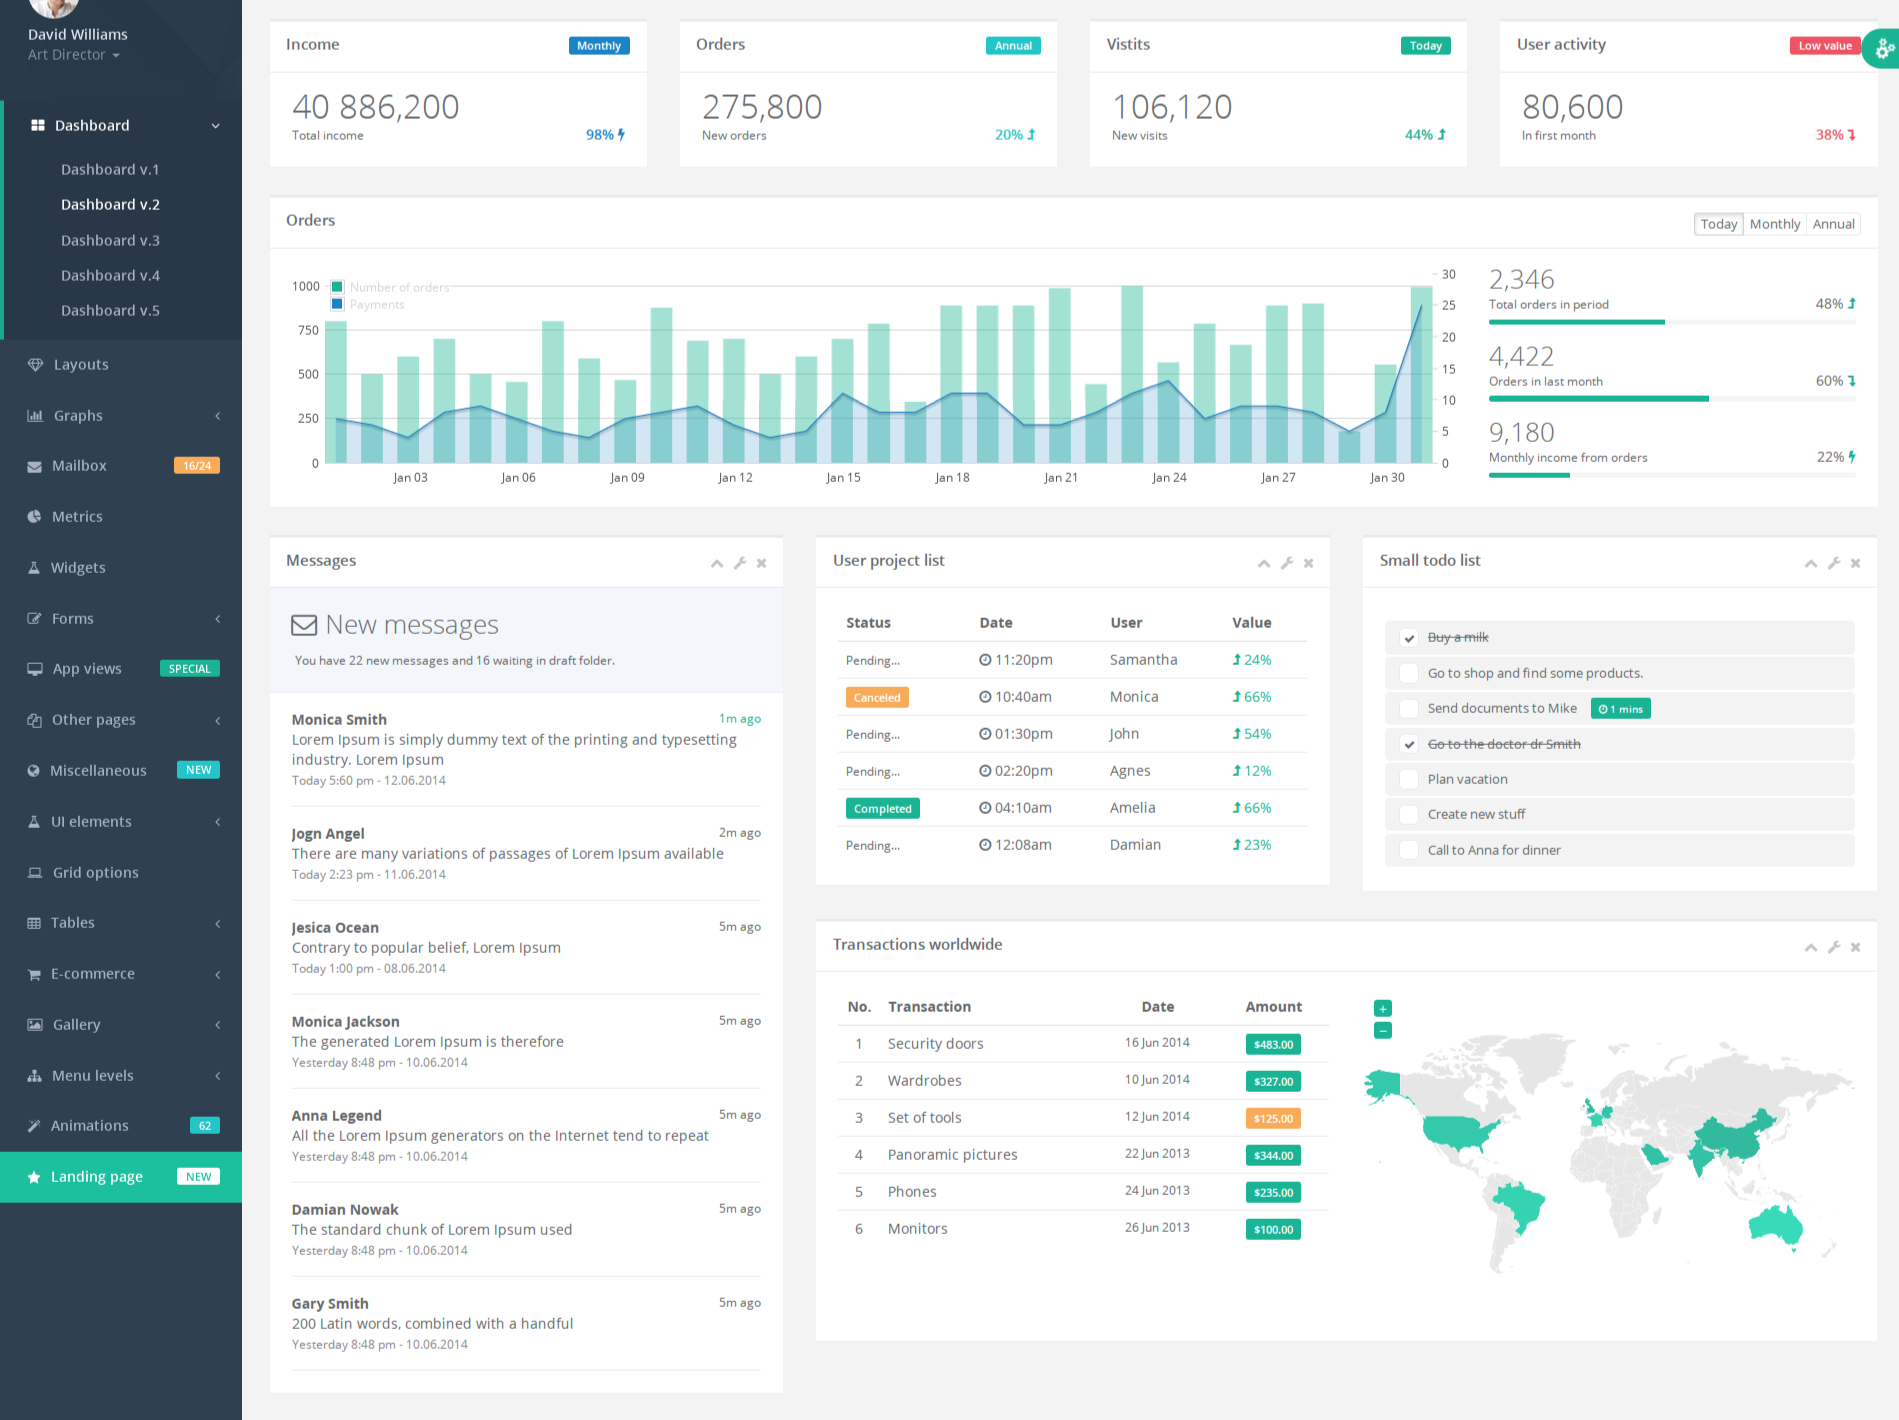 David Williams
Art Director
Dashboard
Dashboard v.1
Dashboard v.2
Dashboard v.3
Dashboard v.4
Dashboard v.5
Layouts
Graphs
Mailbox 16/24
Metrics
Widgets
Forms
App views SPECIAL
Other pages
Miscellaneous NEW
UI elements
Grid options
Tables
E-commerce
Gallery
Menu levels
Animations 62
Landing page NEW
Income Monthly
40 886,200
Total income 98%
Orders Annual
275,800
New orders 20%
Vistits Today
106,120
New visits 44%
User activity Low value
80,600
In first month 38%
Orders
Today Monthly Annual
Number of orders
Payments
1000
750
500
250
0
30
25
20
15
10
5
0
Jan 03 Jan 06 Jan 09 Jan 12 Jan 15 Jan 18 Jan 21 Jan 24 Jan 27 Jan 30
2,346
Total orders in period 48%
4,422
Orders in last month 60%
9,180
Monthly income from orders 22%
Messages
New messages
You have 22 new messages and 16 waiting in draft folder.
Monica Smith 1m ago
Lorem Ipsum is simply dummy text of the printing and typesetting
industry. Lorem Ipsum
Today 5:60 pm - 12.06.2014
Jogn Angel 2m ago
There are many variations of passages of Lorem Ipsum available
Today 2:23 pm - 11.06.2014
Jesica Ocean 5m ago
Contrary to popular belief, Lorem Ipsum
Today 1:00 pm - 08.06.2014
Monica Jackson 5m ago
The generated Lorem Ipsum is therefore
Yesterday 8:48 pm - 10.06.2014
Anna Legend 5m ago
All the Lorem Ipsum generators on the Internet tend to repeat
Yesterday 8:48 pm - 10.06.2014
Damian Nowak 5m ago
The standard chunk of Lorem Ipsum used
Yesterday 8:48 pm - 10.06.2014
Gary Smith 5m ago
200 Latin words, combined with a handful
Yesterday 8:48 pm - 10.06.2014
User project list
Status Date User Value
Pending... 11:20pm Samantha 24%
Canceled 10:40am Monica 66%
Pending... 01:30pm John 54%
Pending... 02:20pm Agnes 12%
Completed 04:10am Amelia 66%
Pending... 12:08am Damian 23%
Small todo list
Buy a milk
Go to shop and find some products.
Send documents to Mike 1 mins
Go to the doctor dr Smith
Plan vacation
Create new stuff
Call to Anna for dinner
Transactions worldwide
No. Transaction Date Amount
1 Security doors 16 Jun 2014 $483.00
2 Wardrobes 10 Jun 2014 $327.00
3 Set of tools 12 Jun 2014 $125.00
4 Panoramic pictures 22 Jun 2013 $344.00
5 Phones 24 Jun 2013 $235.00
6 Monitors 26 Jun 2013 $100.00
+
−